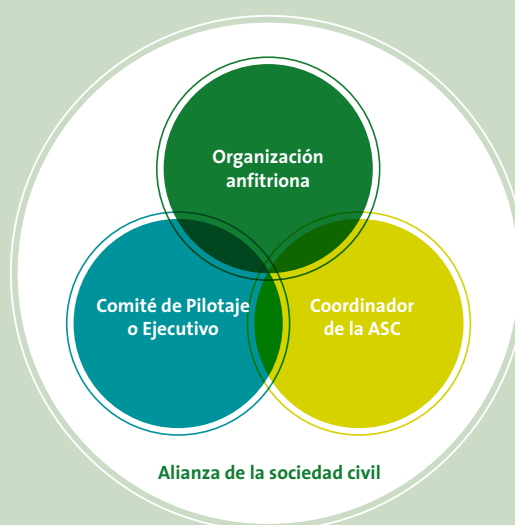 Organización
anfitriona
Comité de Pilotaje
o Ejecutivo
Coordinador
de la ASC
Alianza de la sociedad civil